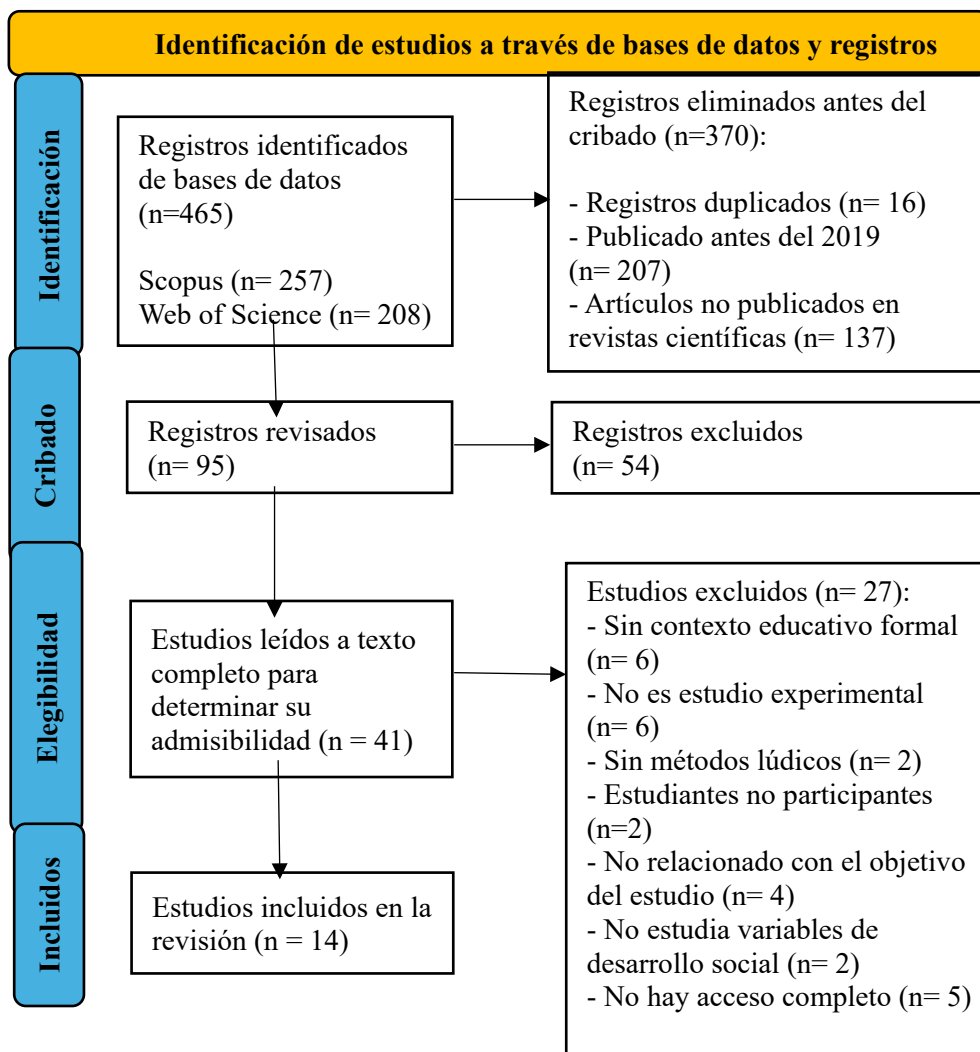 Identificación de estudios a través de bases de datos y registros
Identificación
Registros identificados
de bases de datos
(n=465)
Scopus (n= 257)
Web of Science (n= 208)
Registros eliminados antes del
cribado (n=370):
- Registros duplicados (n= 16)
- Publicado antes del 2019
(n= 207)
- Artículos no publicados en
revistas científicas (n= 137)
Cribado
Registros revisados
(n= 95)
Registros excluidos
(n= 54)
Elegibilidad
Estudios leídos a texto
completo para
determinar su
admisibilidad (n = 41)
Estudios excluidos (n= 27):
- Sin contexto educativo formal
(n= 6)
- No es estudio experimental
(n= 6)
- Sin métodos lúdicos (n= 2)
- Estudiantes no participantes
(n=2)
- No relacionado con el objetivo
del estudio (n= 4)
- No estudia variables de
desarrollo social (n= 2)
- No hay acceso completo (n= 5)
Incluidos
Estudios incluidos en la
revisión (n = 14)